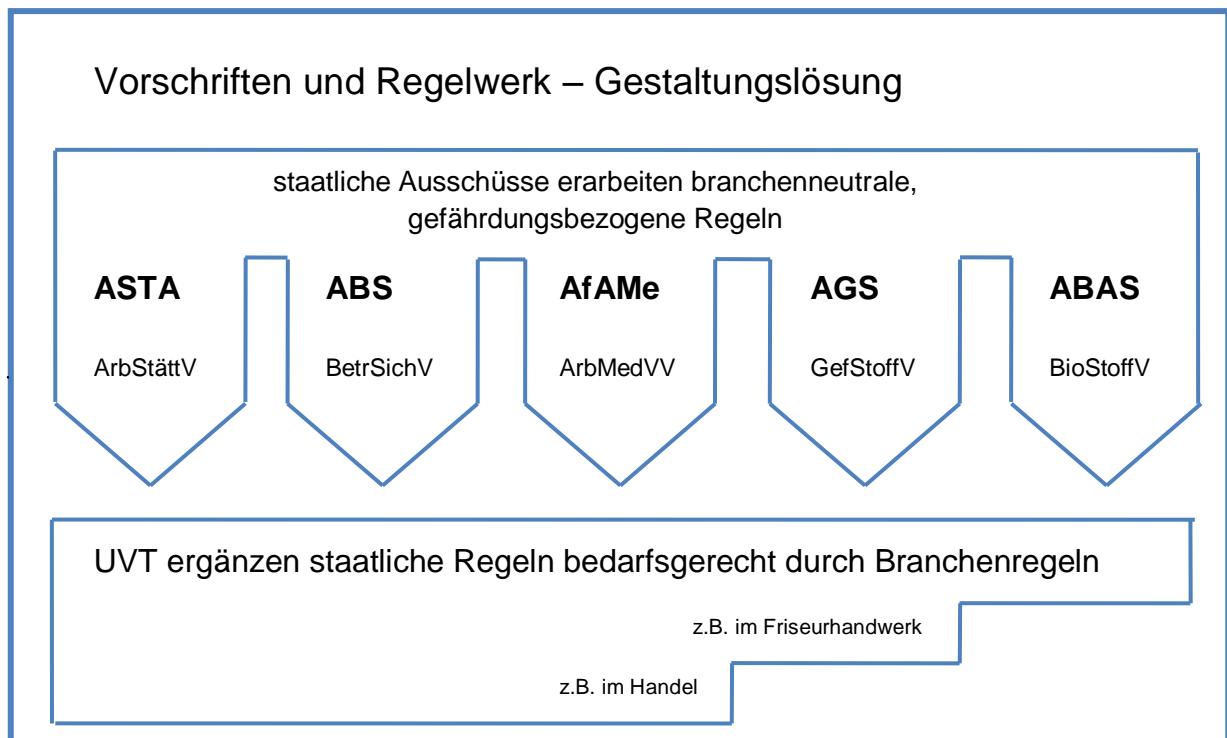 Vorschriften und Regelwerk – Gestaltungslösung
staatliche Ausschüsse erarbeiten branchenneutrale,
gefährdungsbezogene Regeln
ASTA ABS AfAMe AGS ABAS
ArbStättV BetrSichV ArbMedVV GefStoffV BioStoffV
UVT ergänzen staatliche Regeln bedarfsgerecht durch Branchenregeln
z.B. im Friseurhandwerk
z.B. im Handel